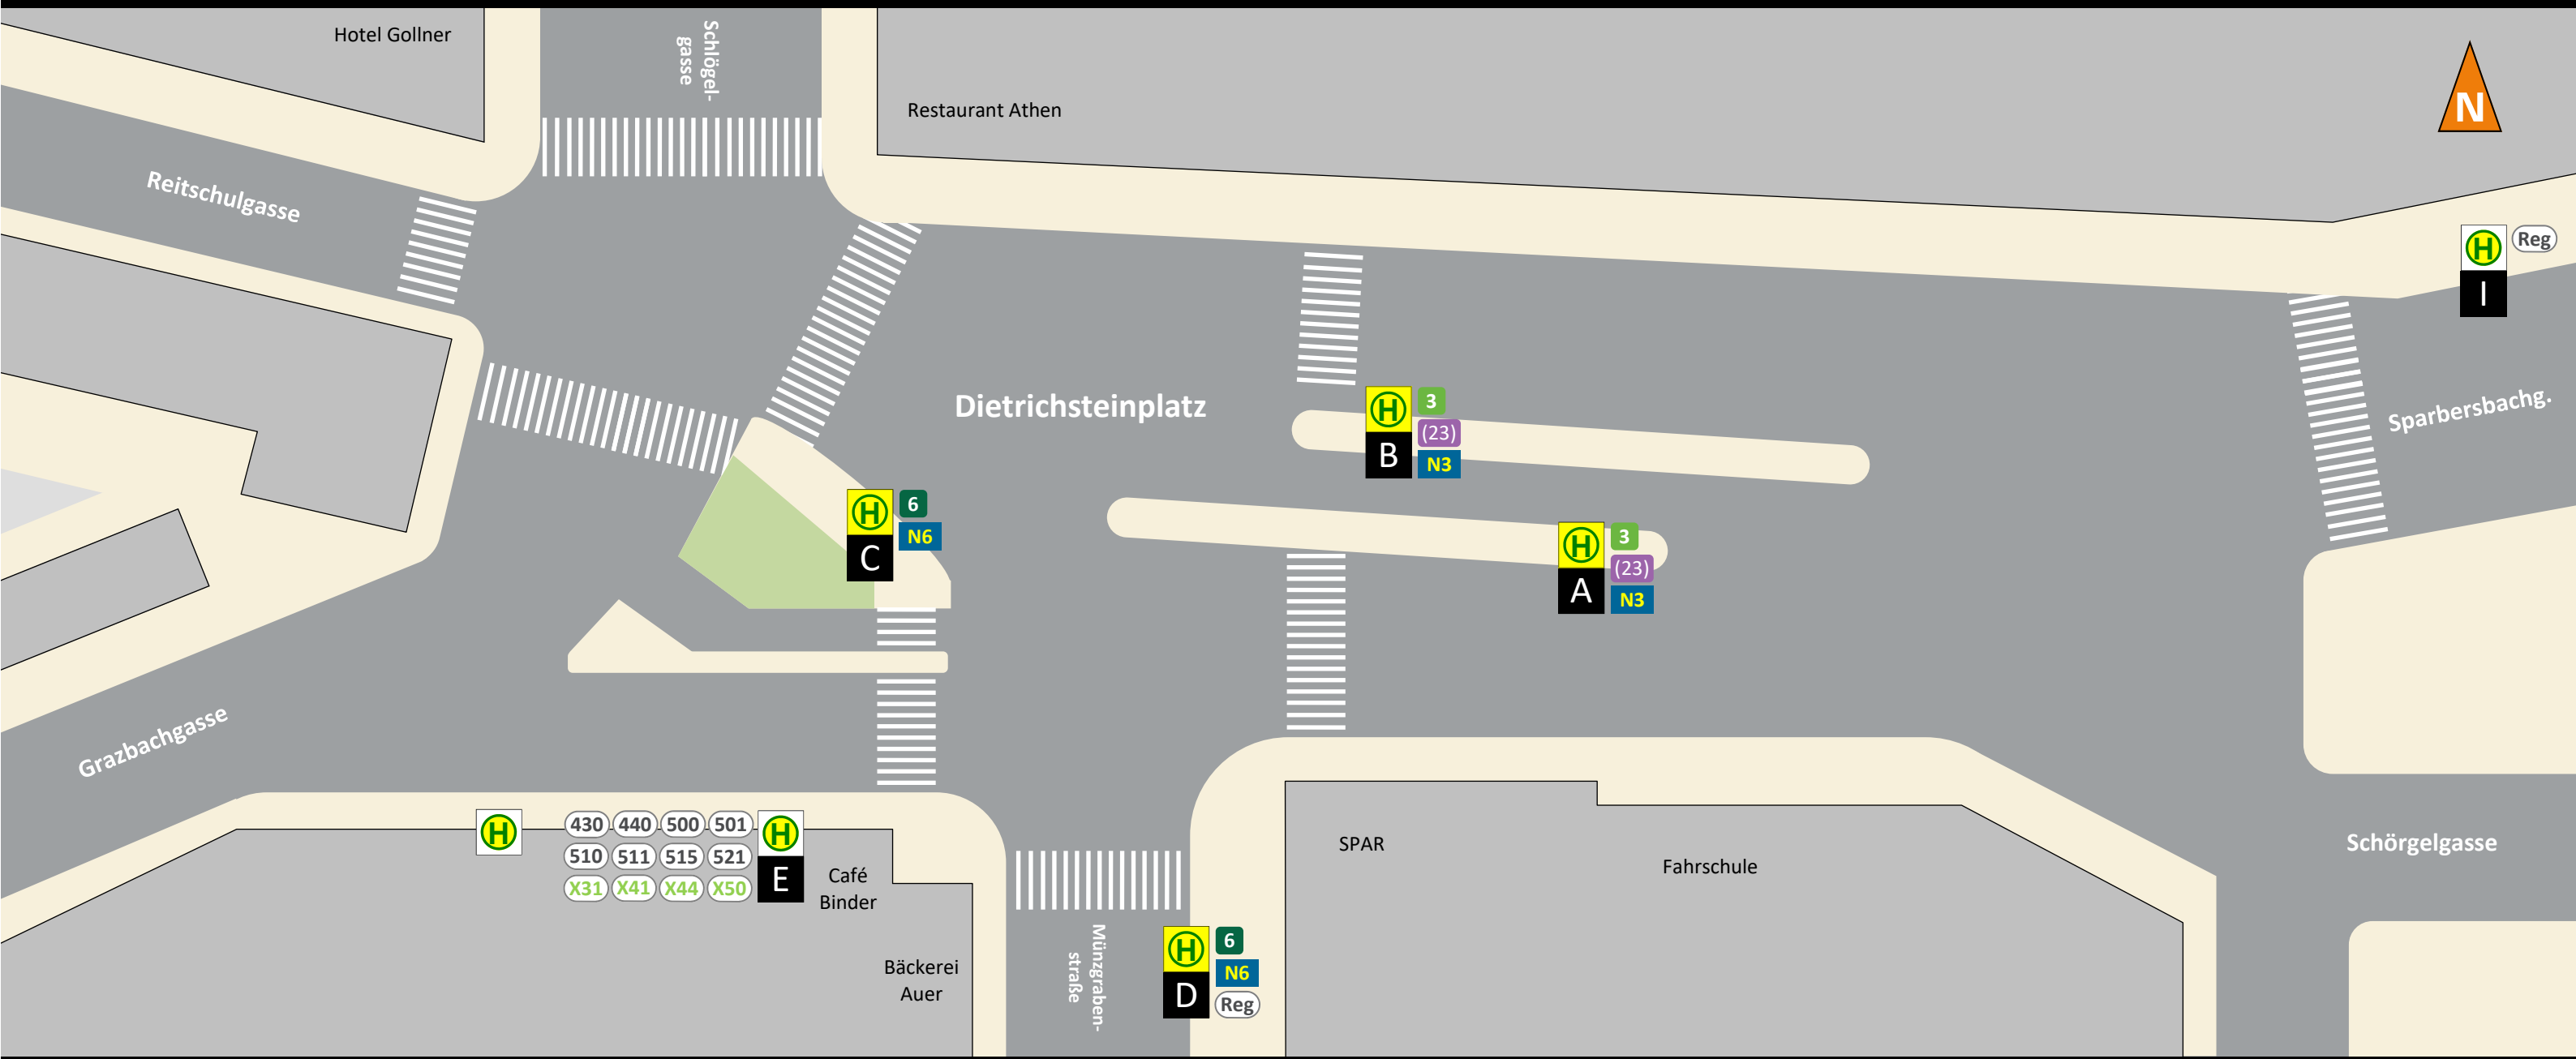 Hotel Gollner
Schlögel-
gasse
Restaurant Athen
N
Reitschulgasse
H Reg
I
Dietrichsteinplatz
Sparbersbachg.
H 3
(23)
B N3
H 6
N6
C
H 3
(23)
A N3
Grazbachgasse
H
430 440 500 501 H
510 511 515 521
X31 X41 X44 X50 E
Café
Binder
SPAR
Fahrschule
Schörgelgasse
Bäckerei
Auer
Münzgraben-
straße
H 6
N6
D Reg